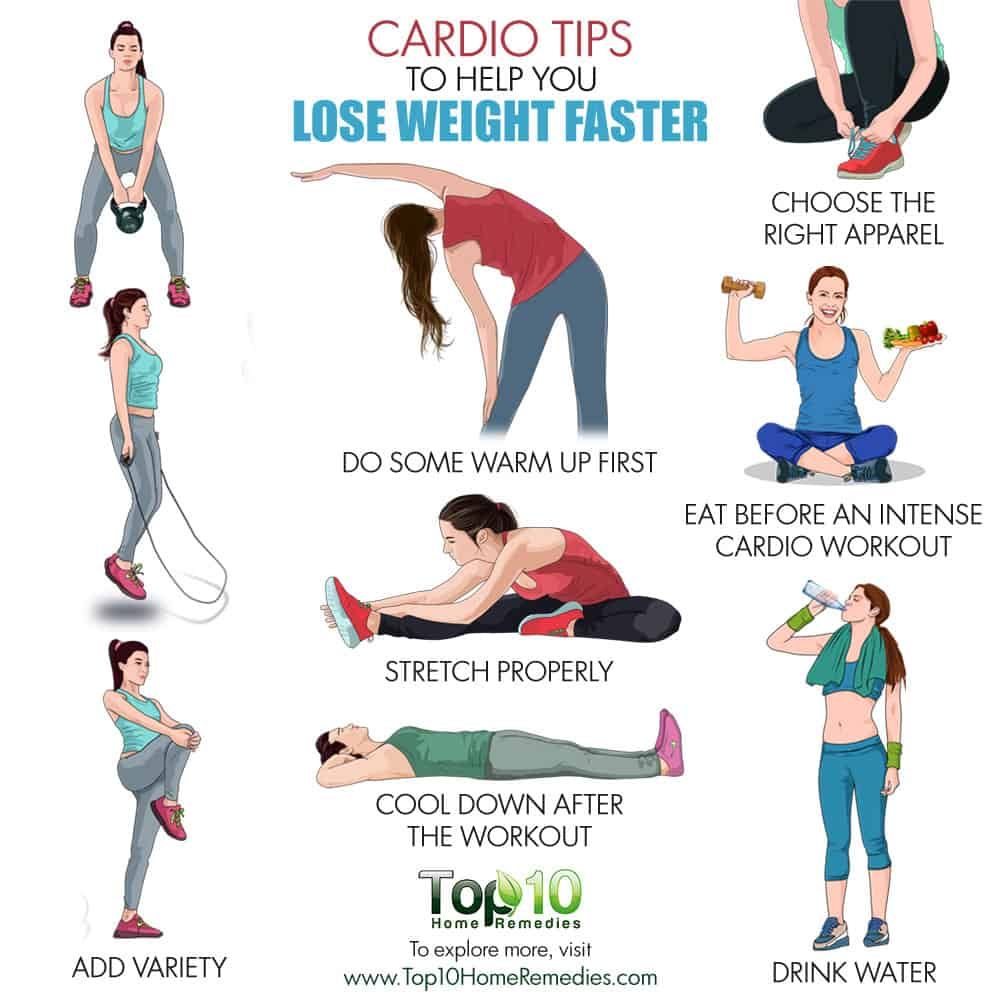 CARDIO TIPS
TO HELP YOU
LOSE WEIGHT FASTER
CHOOSE THE
RIGHT APPAREL
DO SOME WARM UP FIRST
EAT BEFORE AN INTENSE
CARDIO WORKOUT
STRETCH PROPERLY
COOL DOWN AFTER
THE WORKOUT
ADD VARIETY
DRINK WATER
Top10
Home Remedies
To explore more, visit
www.Top10HomeRemedies.com